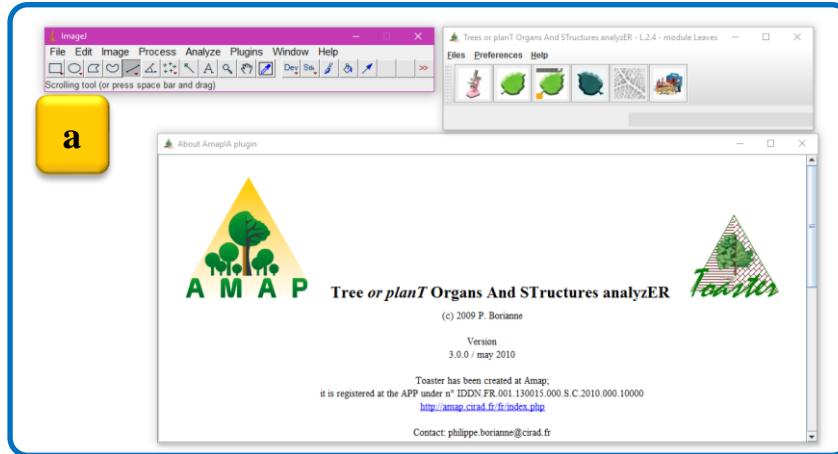 ImageJ
File Edit Image Process Analyze Plugins Window Help
A Dev Stk >>
Scrolling tool (or press space bar and drag)
Trees or planT Organs And STructures analyzER - L.2.4 - module Leaves
Files Preferences Help
a
About AmapIA plugin
A M A P
Toaster
Tree or planT Organs And STructures analyzER
(c) 2009 P. Borianne
Version
3.0.0 / may 2010
Toaster has been created at Amap;
it is registered at the APP under n° IDDN.FR.001.130015.000.S.C.2010.000.10000
http://amap.cirad.fr/fr/index.php
Contact: philippe.borianne@cirad.fr